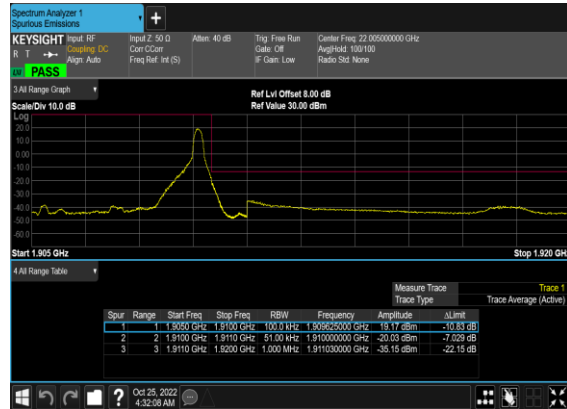 Spectrum Analyzer 1
Spurious Emissions
+
KEYSIGHT Input: RF Input Z: 50 Ω Atten: 40 dB Trig: Free Run Center Freq: 22.005000000 GHz
R T Coupling: DC Corr CCorr Gate: Off Avg|Hold: 100/100
Align: Auto Freq Ref: Int (S) IF Gain: Low Radio Std: None
PASS
3 All Range Graph
Ref Lvl Offset 8.00 dB
Scale/Div 10.0 dB Ref Value 30.00 dBm
Log
20.0
10.0
0.00
-10.0
-20.0
-30.0
-40.0
-50.0
-60.0
Start 1.905 GHz Stop 1.920 GH
4 All Range Table
Measure Trace Trace 1
Trace Type Trace Average (Active)
Spur Range Start Freq Stop Freq RBW Frequency Amplitude ΔLimit
1 1 1.9050 GHz 1.9100 GHz 100.0 kHz 1.909625000 GHz 19.17 dBm -10.83 dB
2 2 1.9100 GHz 1.9110 GHz 51.00 kHz 1.910000000 GHz -20.03 dBm -7.029 dB
3 3 1.9110 GHz 1.9200 GHz 1.000 MHz 1.911030000 GHz -35.15 dBm -22.15 dB
? Oct 25, 2022
4:32:08 AM